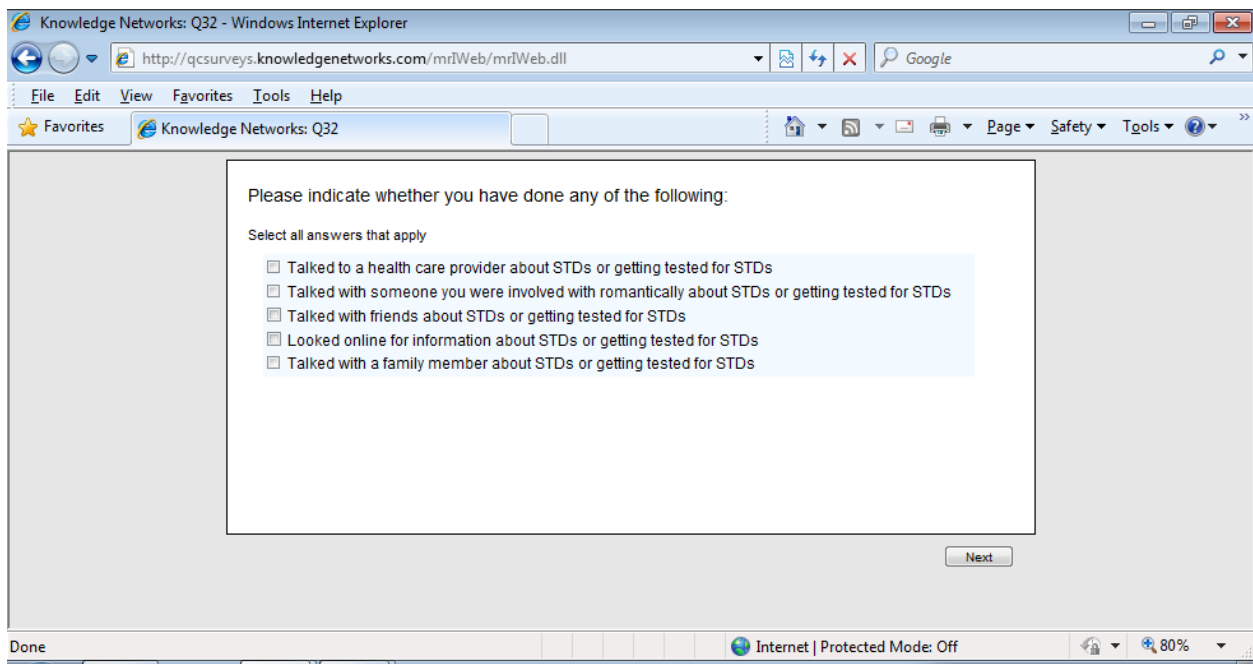 Knowledge Networks: Q32 - Windows Internet Explorer
http://qcsurveys.knowledgenetworks.com/mrIWeb/mrIWeb.dll
Google
File Edit View Favorites Tools Help
Favorites Knowledge Networks: Q32 Page Safety Tools
Please indicate whether you have done any of the following:
Select all answers that apply
Talked to a health care provider about STDs or getting tested for STDs
Talked with someone you were involved with romantically about STDs or getting tested for STDs
Talked with friends about STDs or getting tested for STDs
Looked online for information about STDs or getting tested for STDs
Talked with a family member about STDs or getting tested for STDs
Next
Done Internet | Protected Mode: Off 80%